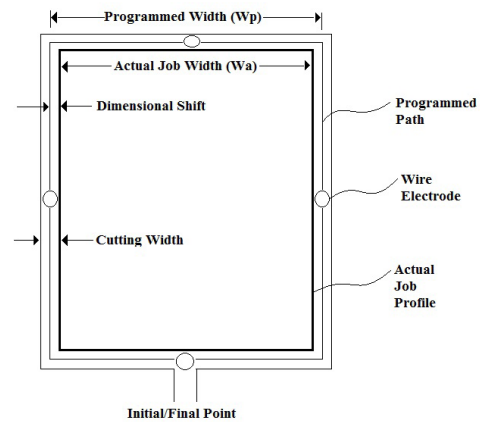 Programmed Width (Wp)
Actual Job Width (Wa)
Dimensional Shift
Programmed
Path
Wire
Electrode
Cutting Width
Actual
Job
Profile
Initial/Final Point